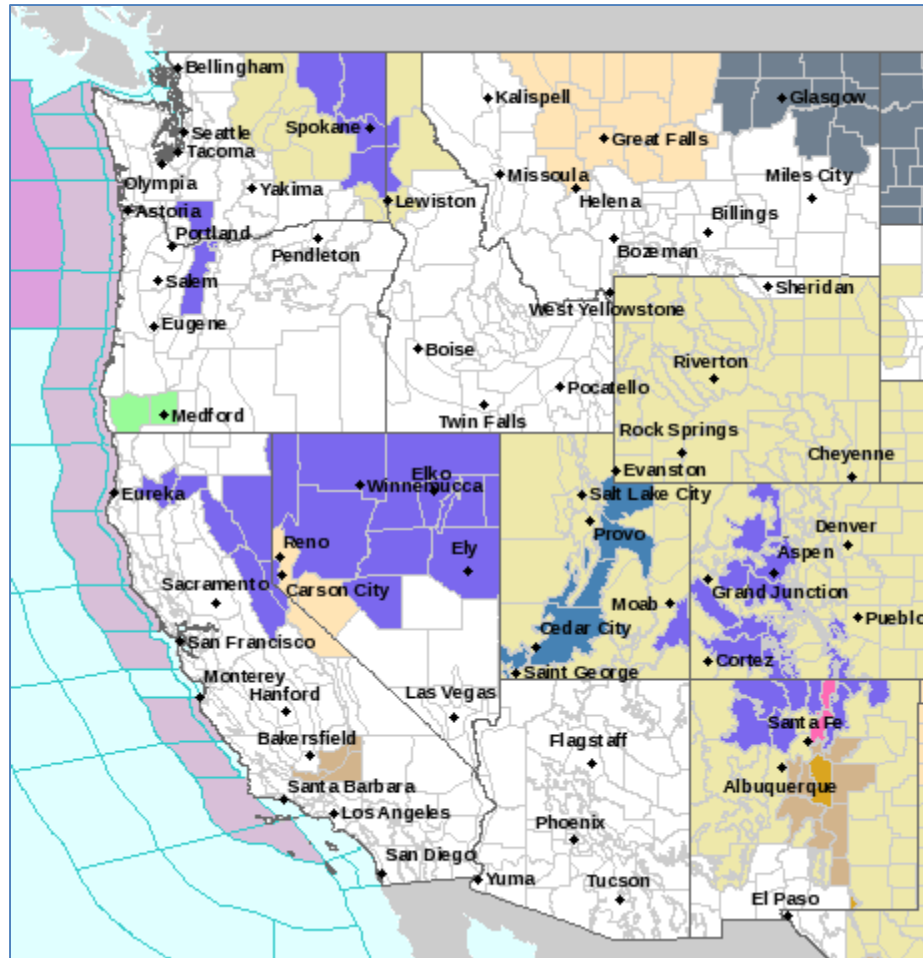 Bellingham
Kalispell
Glasgow
Spokane
Seattle
Great Falls
Tacoma
Olympia
Yakima
Missoula
Miles City
Helena
Lewiston
Astoria
Billings
Portland
Pendleton
Bozeman
Salem
Sheridan
West Yellowstone
Eugene
Boise
Riverton
Pocatello
Medford
Twin Falls
Rock Springs
Cheyenne
Elko
Evanston
Winnemucca
Eureka
Salt Lake City
Denver
Provo
Reno
Ely
Aspen
Sacramento
Carson City
Moab
Grand Junction
Pueblo
Cedar City
San Francisco
Cortez
Saint George
Monterey
Hanford
Las Vegas
Santa Fe
Bakersfield
Flagstaff
Santa Barbara
Albuquerque
Los Angeles
Phoenix
San Diego
Yuma
Tucson
El Paso